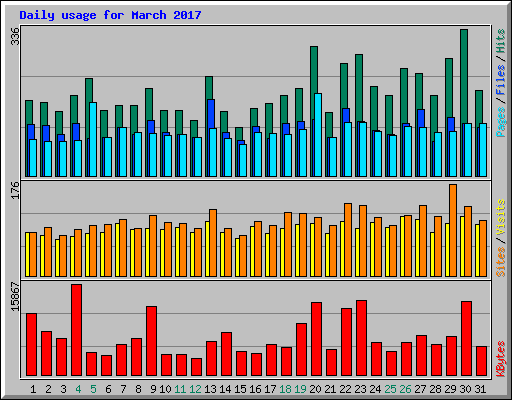 Daily usage for March 2017
336
Pages / Files / Hits
176
Sites / Visits
15867
KBytes
1 2 3 4 5 6 7 8 9 10 11 12 13 14 15 16 17 18 19 20 21 22 23 24 25 26 27 28 29 30 31